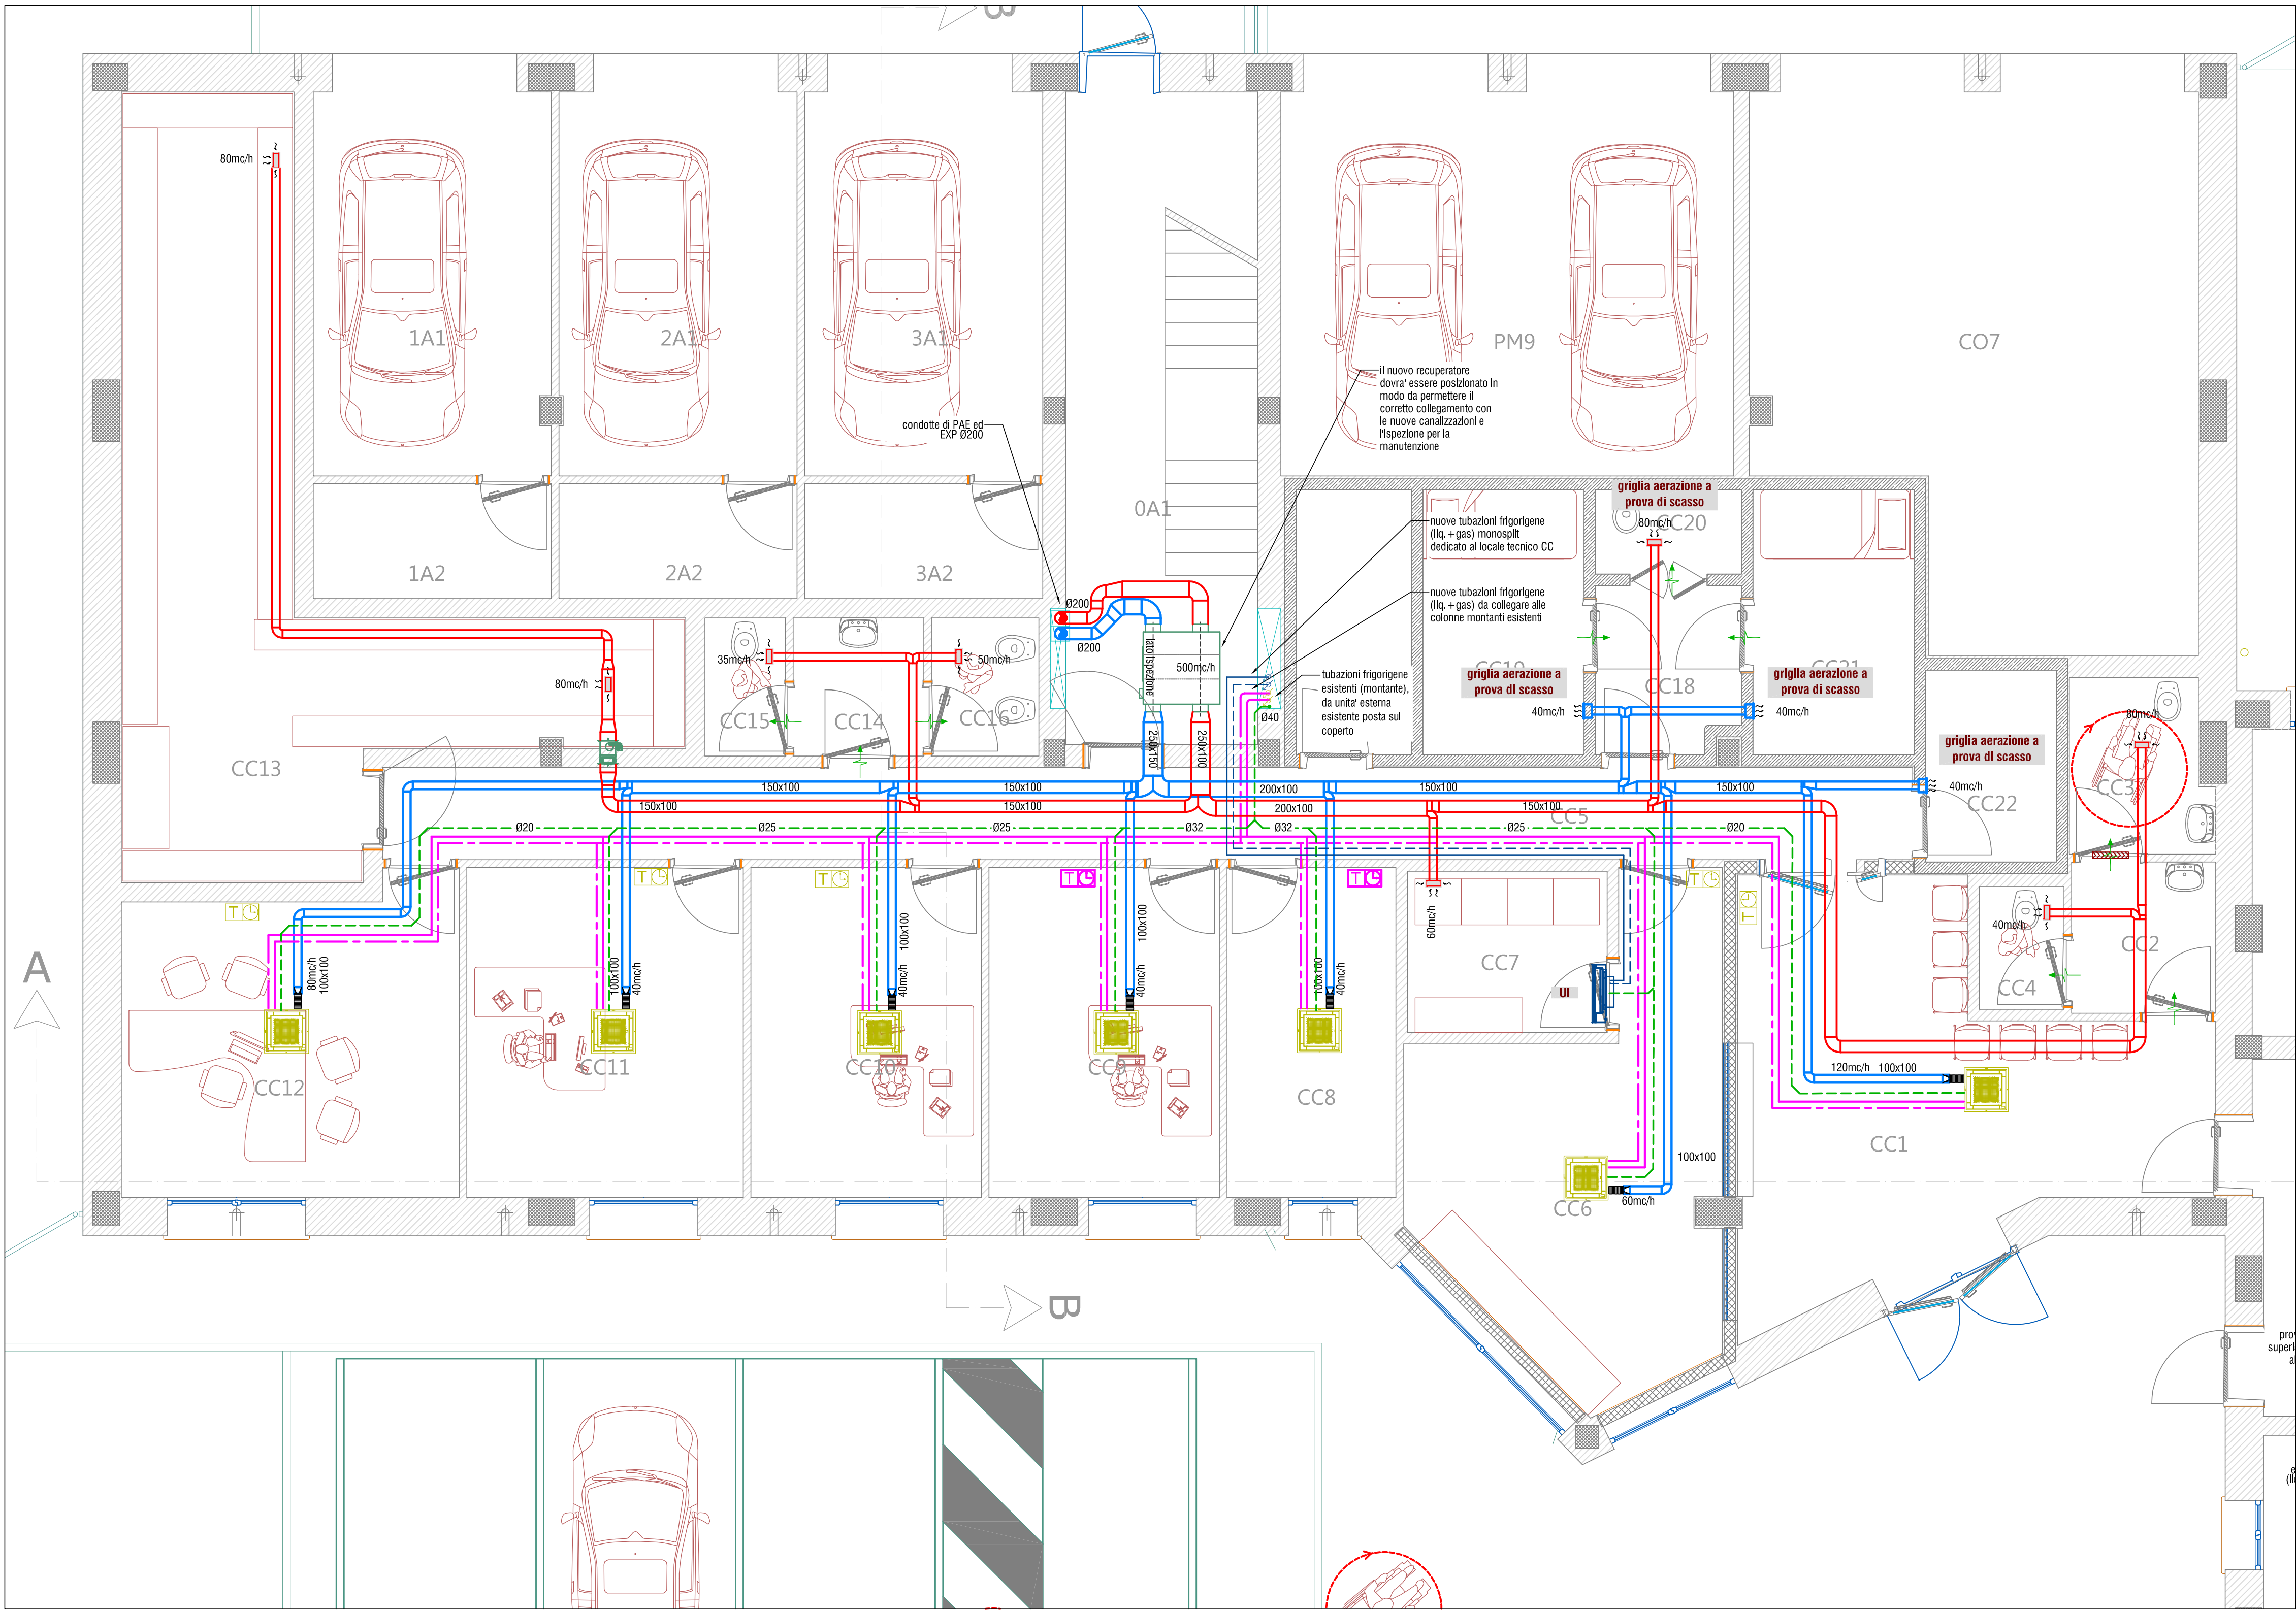 B
80mc/h
1A1
2A1
3A1
PM9
CO7
il nuovo recuperatore
dovra' essere posizionato in
modo da permettere il
corretto collegamento con
le nuove canalizzazioni e
l'ispezione per la
manutenzione
condotte di PAE ed
EXP Ø200
0A1
griglia aerazione a
prova di scasso
80mc/h
CC20
nuove tubazioni frigorigene
(liq.+gas) monosplit
dedicato al locale tecnico CC
1A2
2A2
3A2
nuove tubazioni frigorigene
(liq.+gas) da collegare alle
colonne montanti esistenti
Ø200
Ø200
lato ispezione
500mc/h
35mc/h
50mc/h
80mc/h
CC15
CC14
CC16
tubazioni frigorigene
esistenti (montante),
da unita' esterna
esistente posta sul
coperto
Ø40
CC19
griglia aerazione a
prova di scasso
40mc/h
CC18
CC21
griglia aerazione a
prova di scasso
40mc/h
griglia aerazione a
prova di scasso
80mc/h
CC3
CC13
250x150
250x100
150x100
150x100
200x100
150x100
150x100
40mc/h
CC22
150x100
150x100
200x100
150x100
CC5
Ø20
Ø25
Ø25
Ø32
Ø32
Ø25
Ø20
T
T
T
T
T
T
T
80mc/h
100x100
100x100
40mc/h
100x100
40mc/h
100x100
40mc/h
100x100
40mc/h
60mc/h
CC7
UI
40mc/h
CC2
CC4
A
CC12
CC11
CC10
CC9
CC8
120mc/h 100x100
CC1
100x100
60mc/h
CC6
B
superi